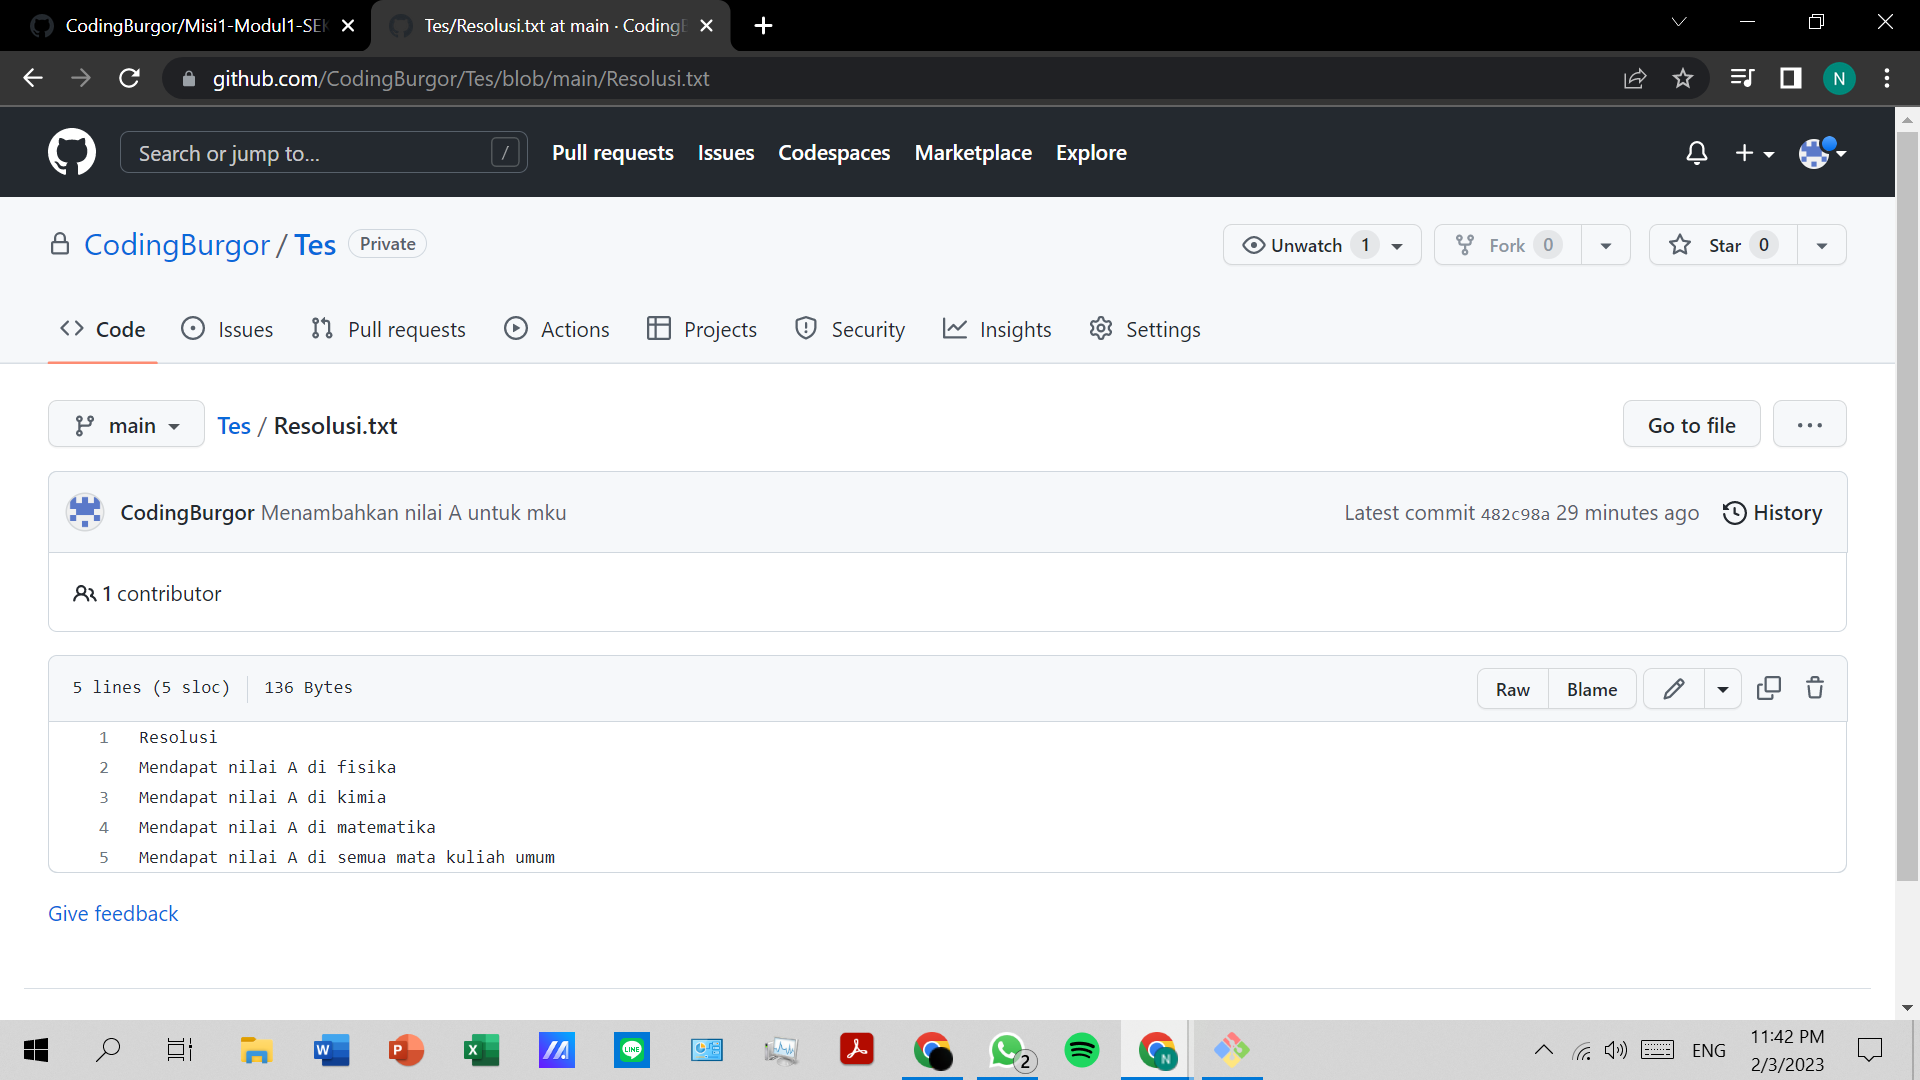 CodingBurgor/Misi1-Modul1-SEK
Tes/Resolusi.txt at main · CodingB
github.com/CodingBurgor/Tes/blob/main/Resolusi.txt
N
Search or jump to...
/
Pull requests
Issues
Codespaces
Marketplace
Explore
CodingBurgor / Tes
Private
Unwatch 1
Fork 0
Star 0
Code
Issues
Pull requests
Actions
Projects
Security
Insights
Settings
main
Tes / Resolusi.txt
Go to file
CodingBurgor Menambahkan nilai A untuk mku
Latest commit 482c98a 29 minutes ago
History
1 contributor
5 lines (5 sloc)
136 Bytes
Raw
Blame
1 Resolusi
2 Mendapat nilai A di fisika
3 Mendapat nilai A di kimia
4 Mendapat nilai A di matematika
5 Mendapat nilai A di semua mata kuliah umum
Give feedback
W
P
X
LINE
2
N
ENG
11:42 PM
2/3/2023